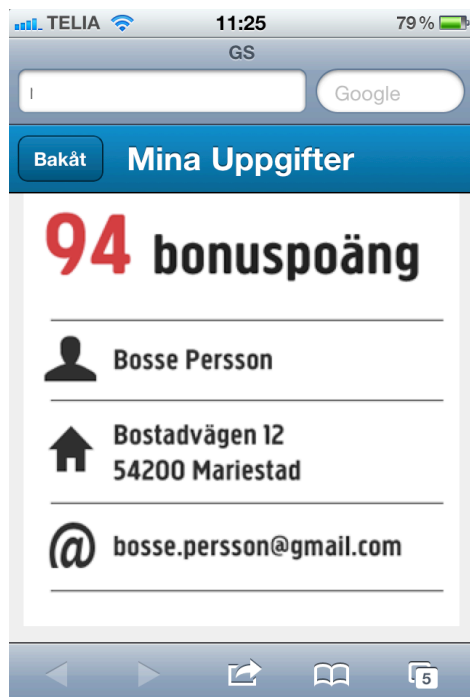 TELIA 11:25 79 %
GS
Google
Bakåt Mina Uppgifter
94 bonuspoäng
Bosse Persson
Bostadvägen 12
54200 Mariestad
@ bosse.persson@gmail.com
5